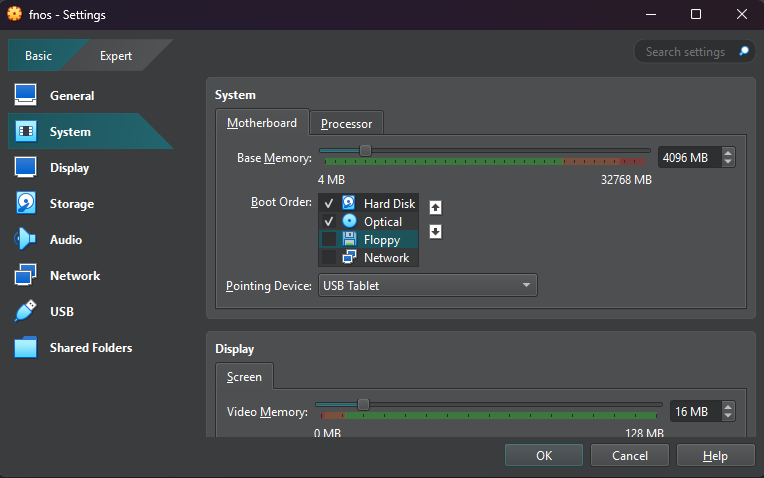 fnos - Settings
Basic
Expert
Search settings
General
System
Display
Storage
Audio
Network
USB
Shared Folders
System
Motherboard
Processor
Base Memory:
4096 MB
4 MB
32768 MB
Boot Order:
Hard Disk
Optical
Floppy
Network
Pointing Device:
USB Tablet
Display
Screen
Video Memory:
16 MB
0 MB
128 MB
OK
Cancel
Help